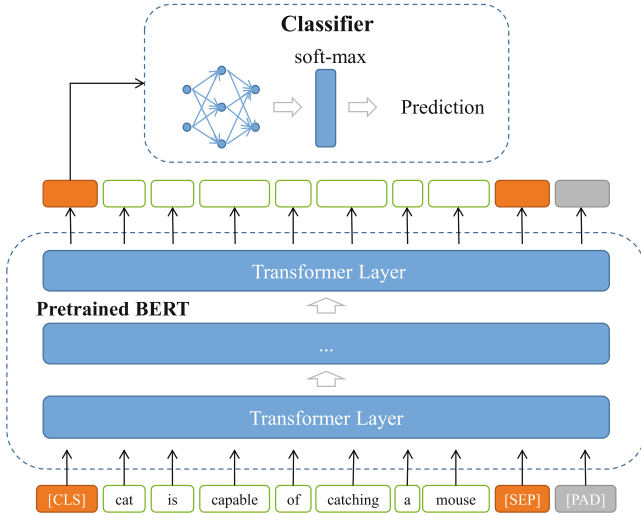 Classifier
soft-max
Prediction
Transformer Layer
Pretrained BERT
...
Transformer Layer
[CLS] cat is capable of catching a mouse [SEP] [PAD]